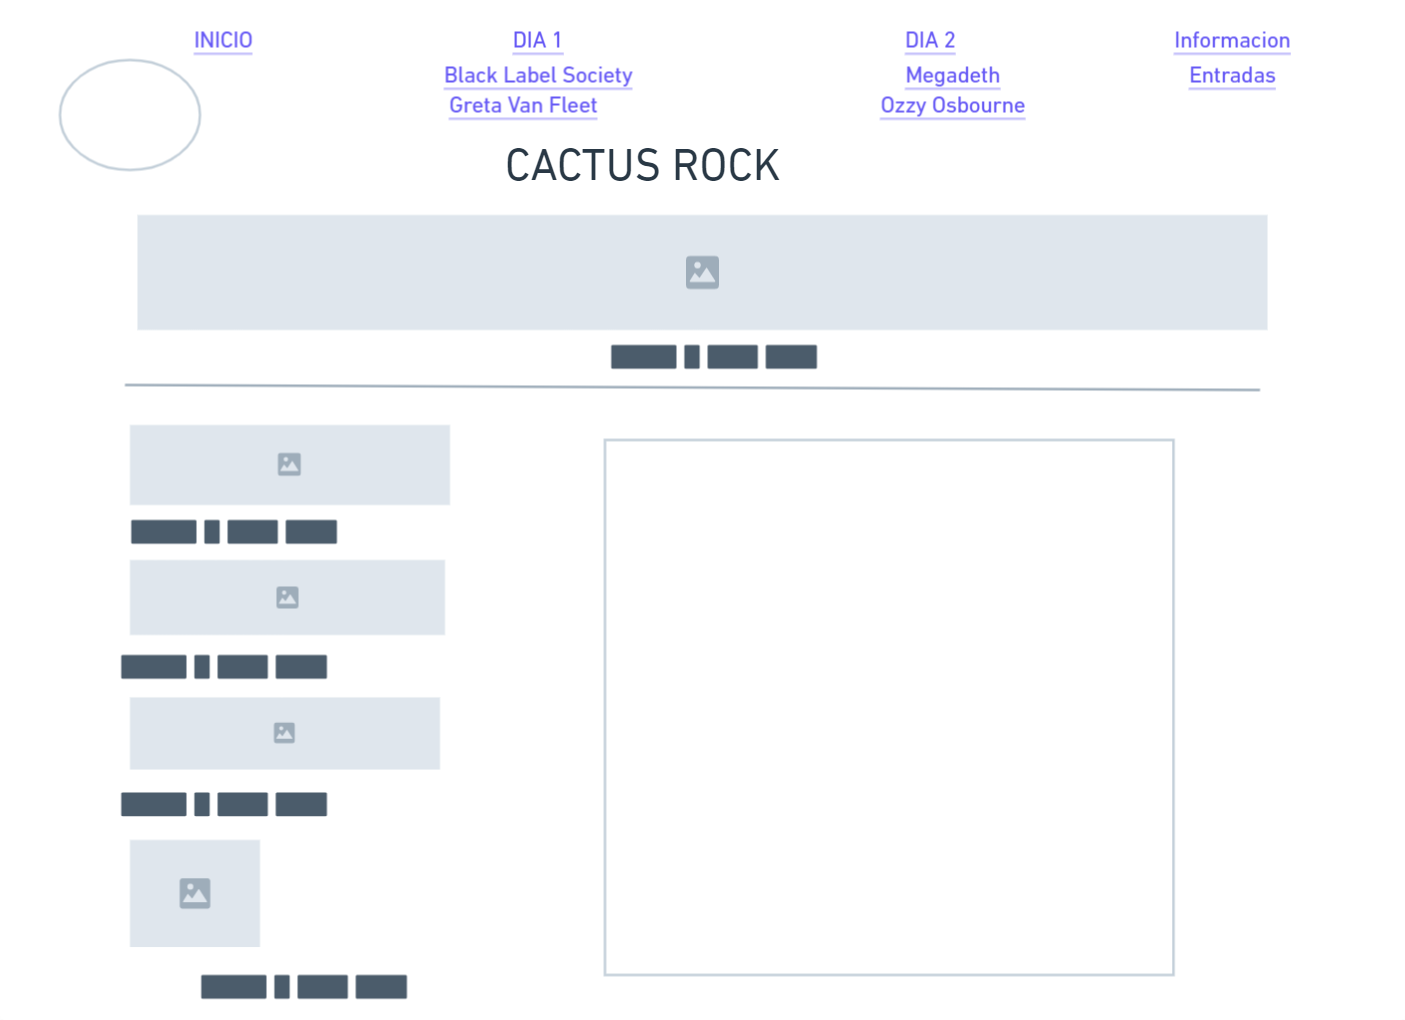 INICIO
DIA 1
DIA 2
Informacion
Black Label Society
Megadeth
Entradas
Greta Van Fleet
Ozzy Osbourne
CACTUS ROCK